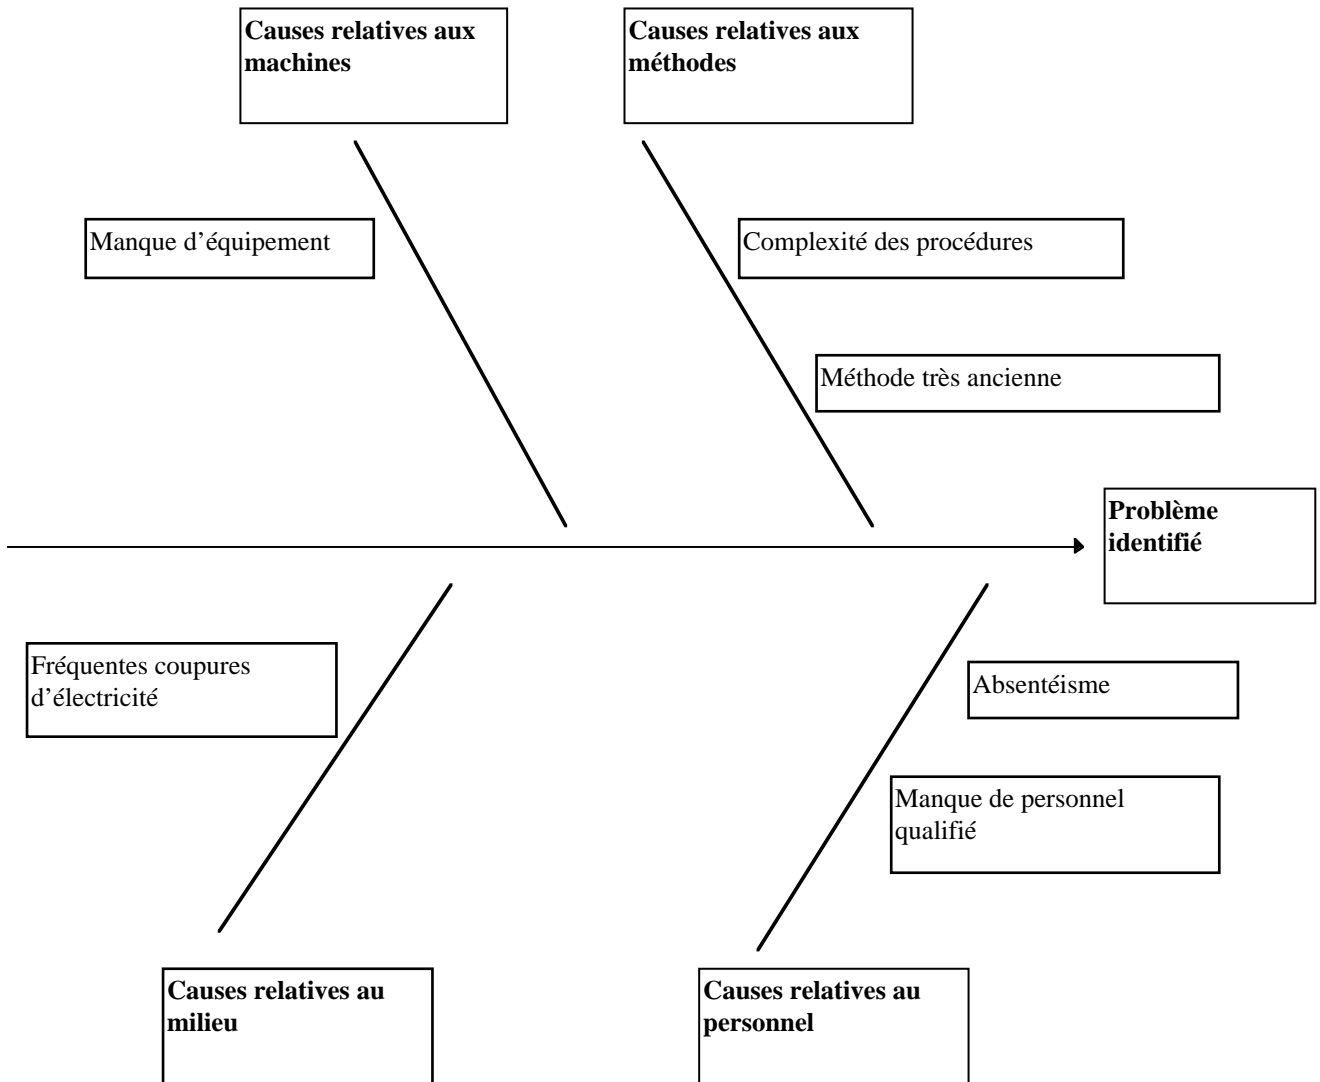 Causes relatives aux
machines
Causes relatives aux
méthodes
Manque d’équipement
Complexité des procédures
Méthode très ancienne
Problème
identifié
Fréquentes coupures
d’électricité
Absentéisme
Manque de personnel
qualifié
Causes relatives au
milieu
Causes relatives au
personnel